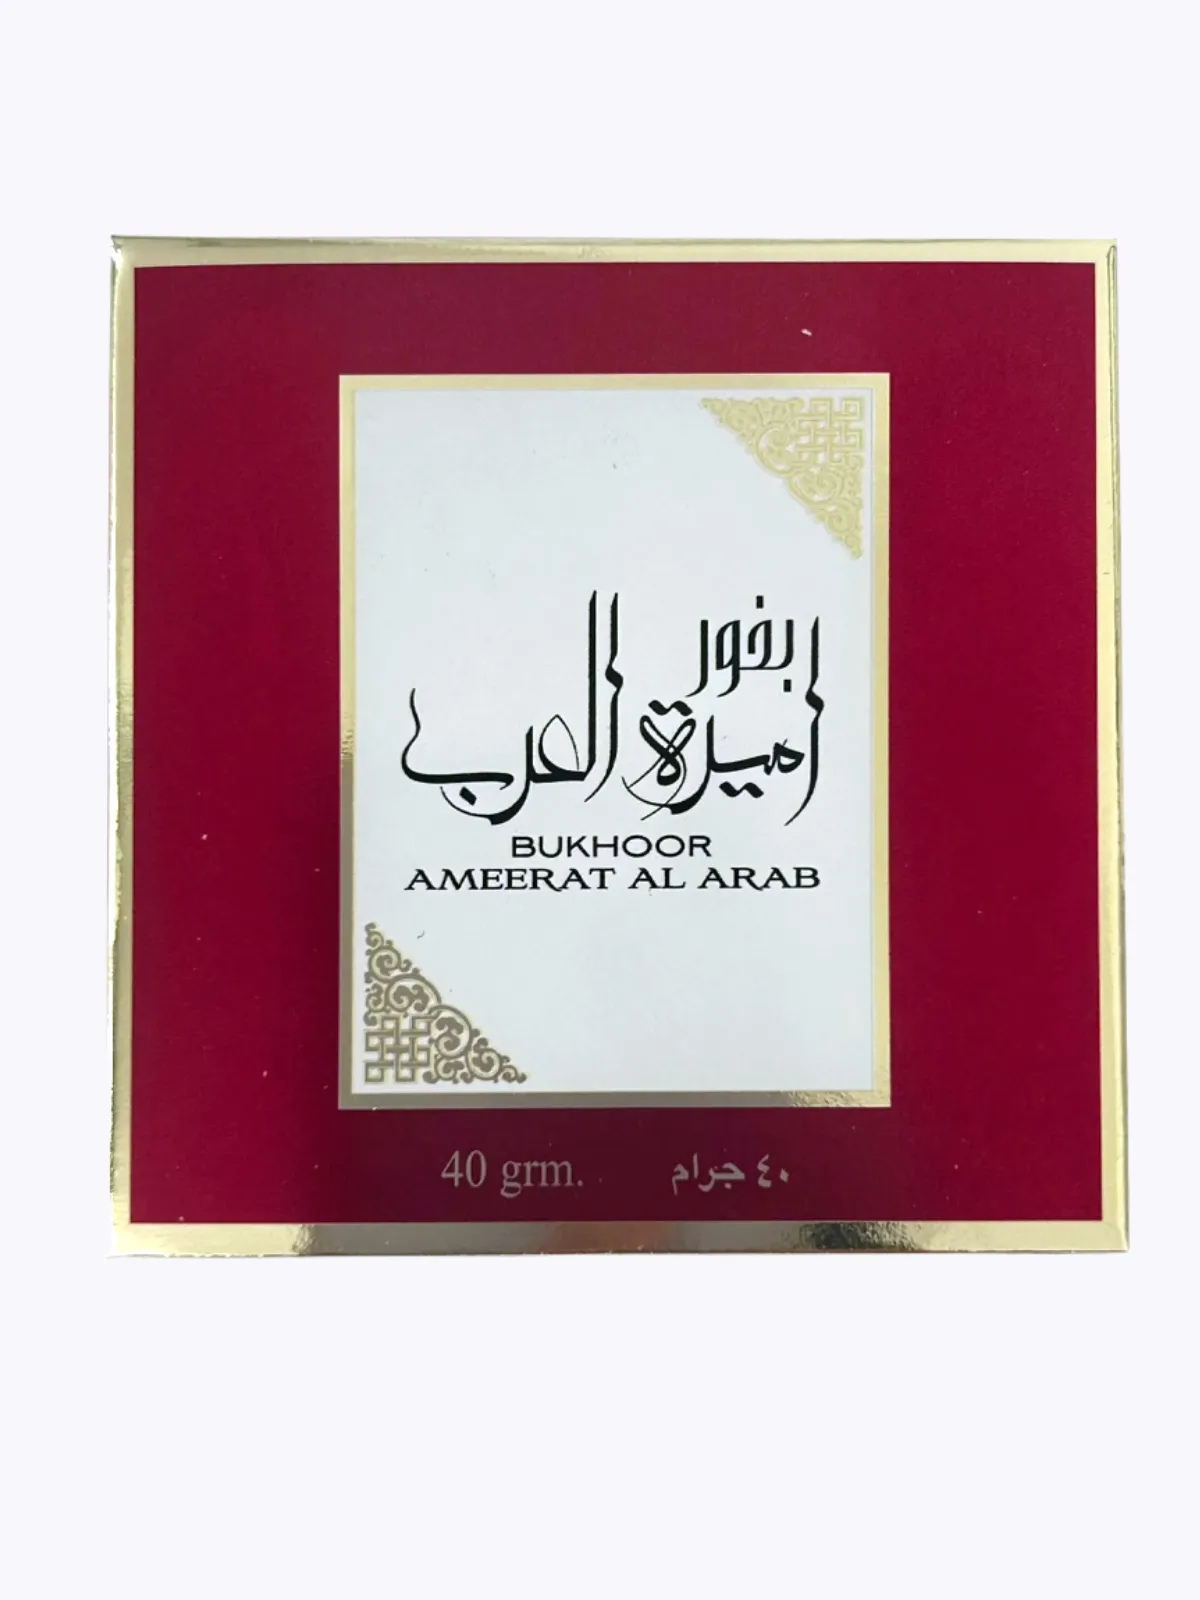 بخور
اميرة العرب
BUKHOOR
AMEERAT AL ARAB
40 grm. ٤٠ جرام